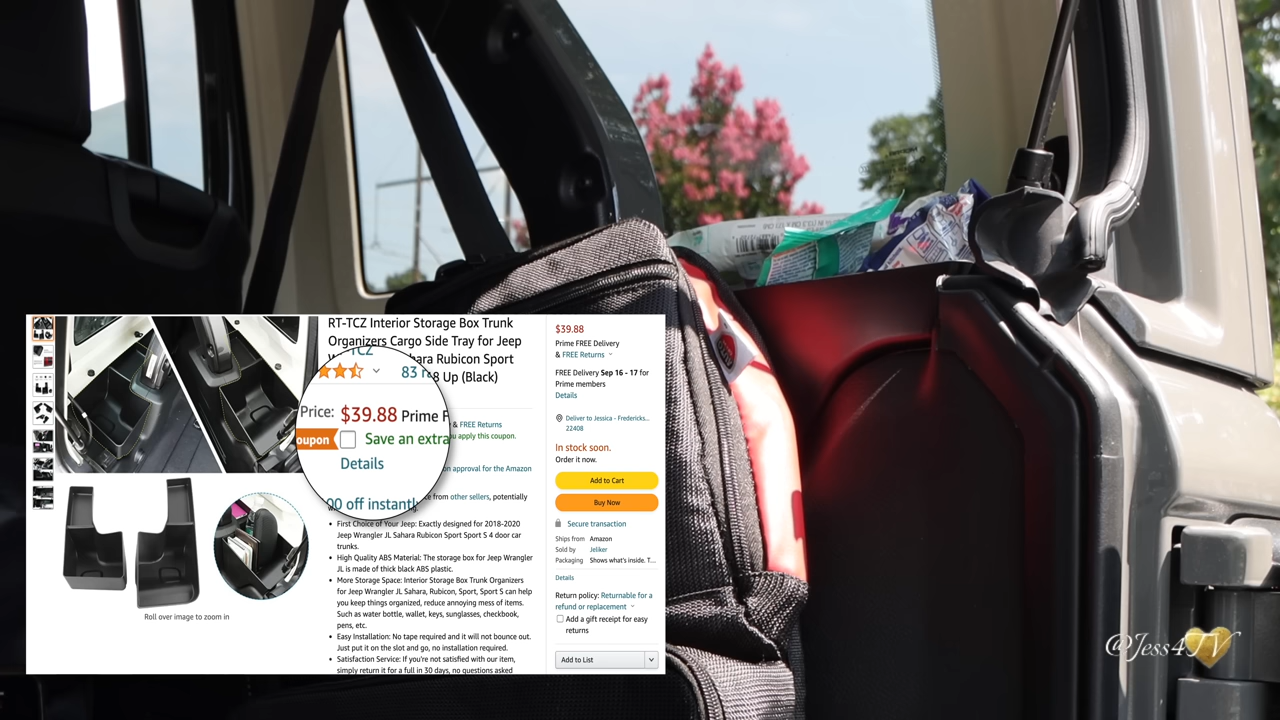 RT-TCZ Interior Storage Box Trunk
Organizers Cargo Side Tray for Jeep
Sahara Rubicon Sport
8 Up (Black)
TCZ
83
Price: $39.88 Prime
& FREE Returns
oupon Save an extra
you apply this coupon.
Details
on approval for the Amazon
00 off instantly
from other sellers, potentially
First Choice of Your Jeep: Exactly designed for 2018-2020
Jeep Wrangler JL Sahara Rubicon Sport Sport S 4 door car
trunks.
High Quality ABS Material: The storage box for Jeep Wrangler
JL is made of thick black ABS plastic.
More Storage Space: Interior Storage Box Trunk Organizers
for Jeep Wrangler JL Sahara, Rubicon, Sport, Sport S can help
you keep things organized, reduce annoying mess of items.
Such as water bottle, wallet, keys, sunglasses, checkbook,
pens, etc.
Easy Installation: No tape required and it will not bounce out.
Just put it on the slot and go, no installation required.
Satisfaction Service: If you're not satisfied with our item,
simply return it for a full in 30 days, no questions asked
Roll over image to zoom in
$39.88
Prime FREE Delivery
& FREE Returns
FREE Delivery Sep 16 - 17 for
Prime members
Details
Deliver to Jessica - Fredericks...
22408
In stock soon.
Order it now.
Add to Cart
Buy Now
Secure transaction
Ships from Amazon
Sold by Jeliker
Packaging Shows what's inside. T...
Details
Return policy: Returnable for a
refund or replacement
Add a gift receipt for easy
returns
Add to List
@Jess4TV